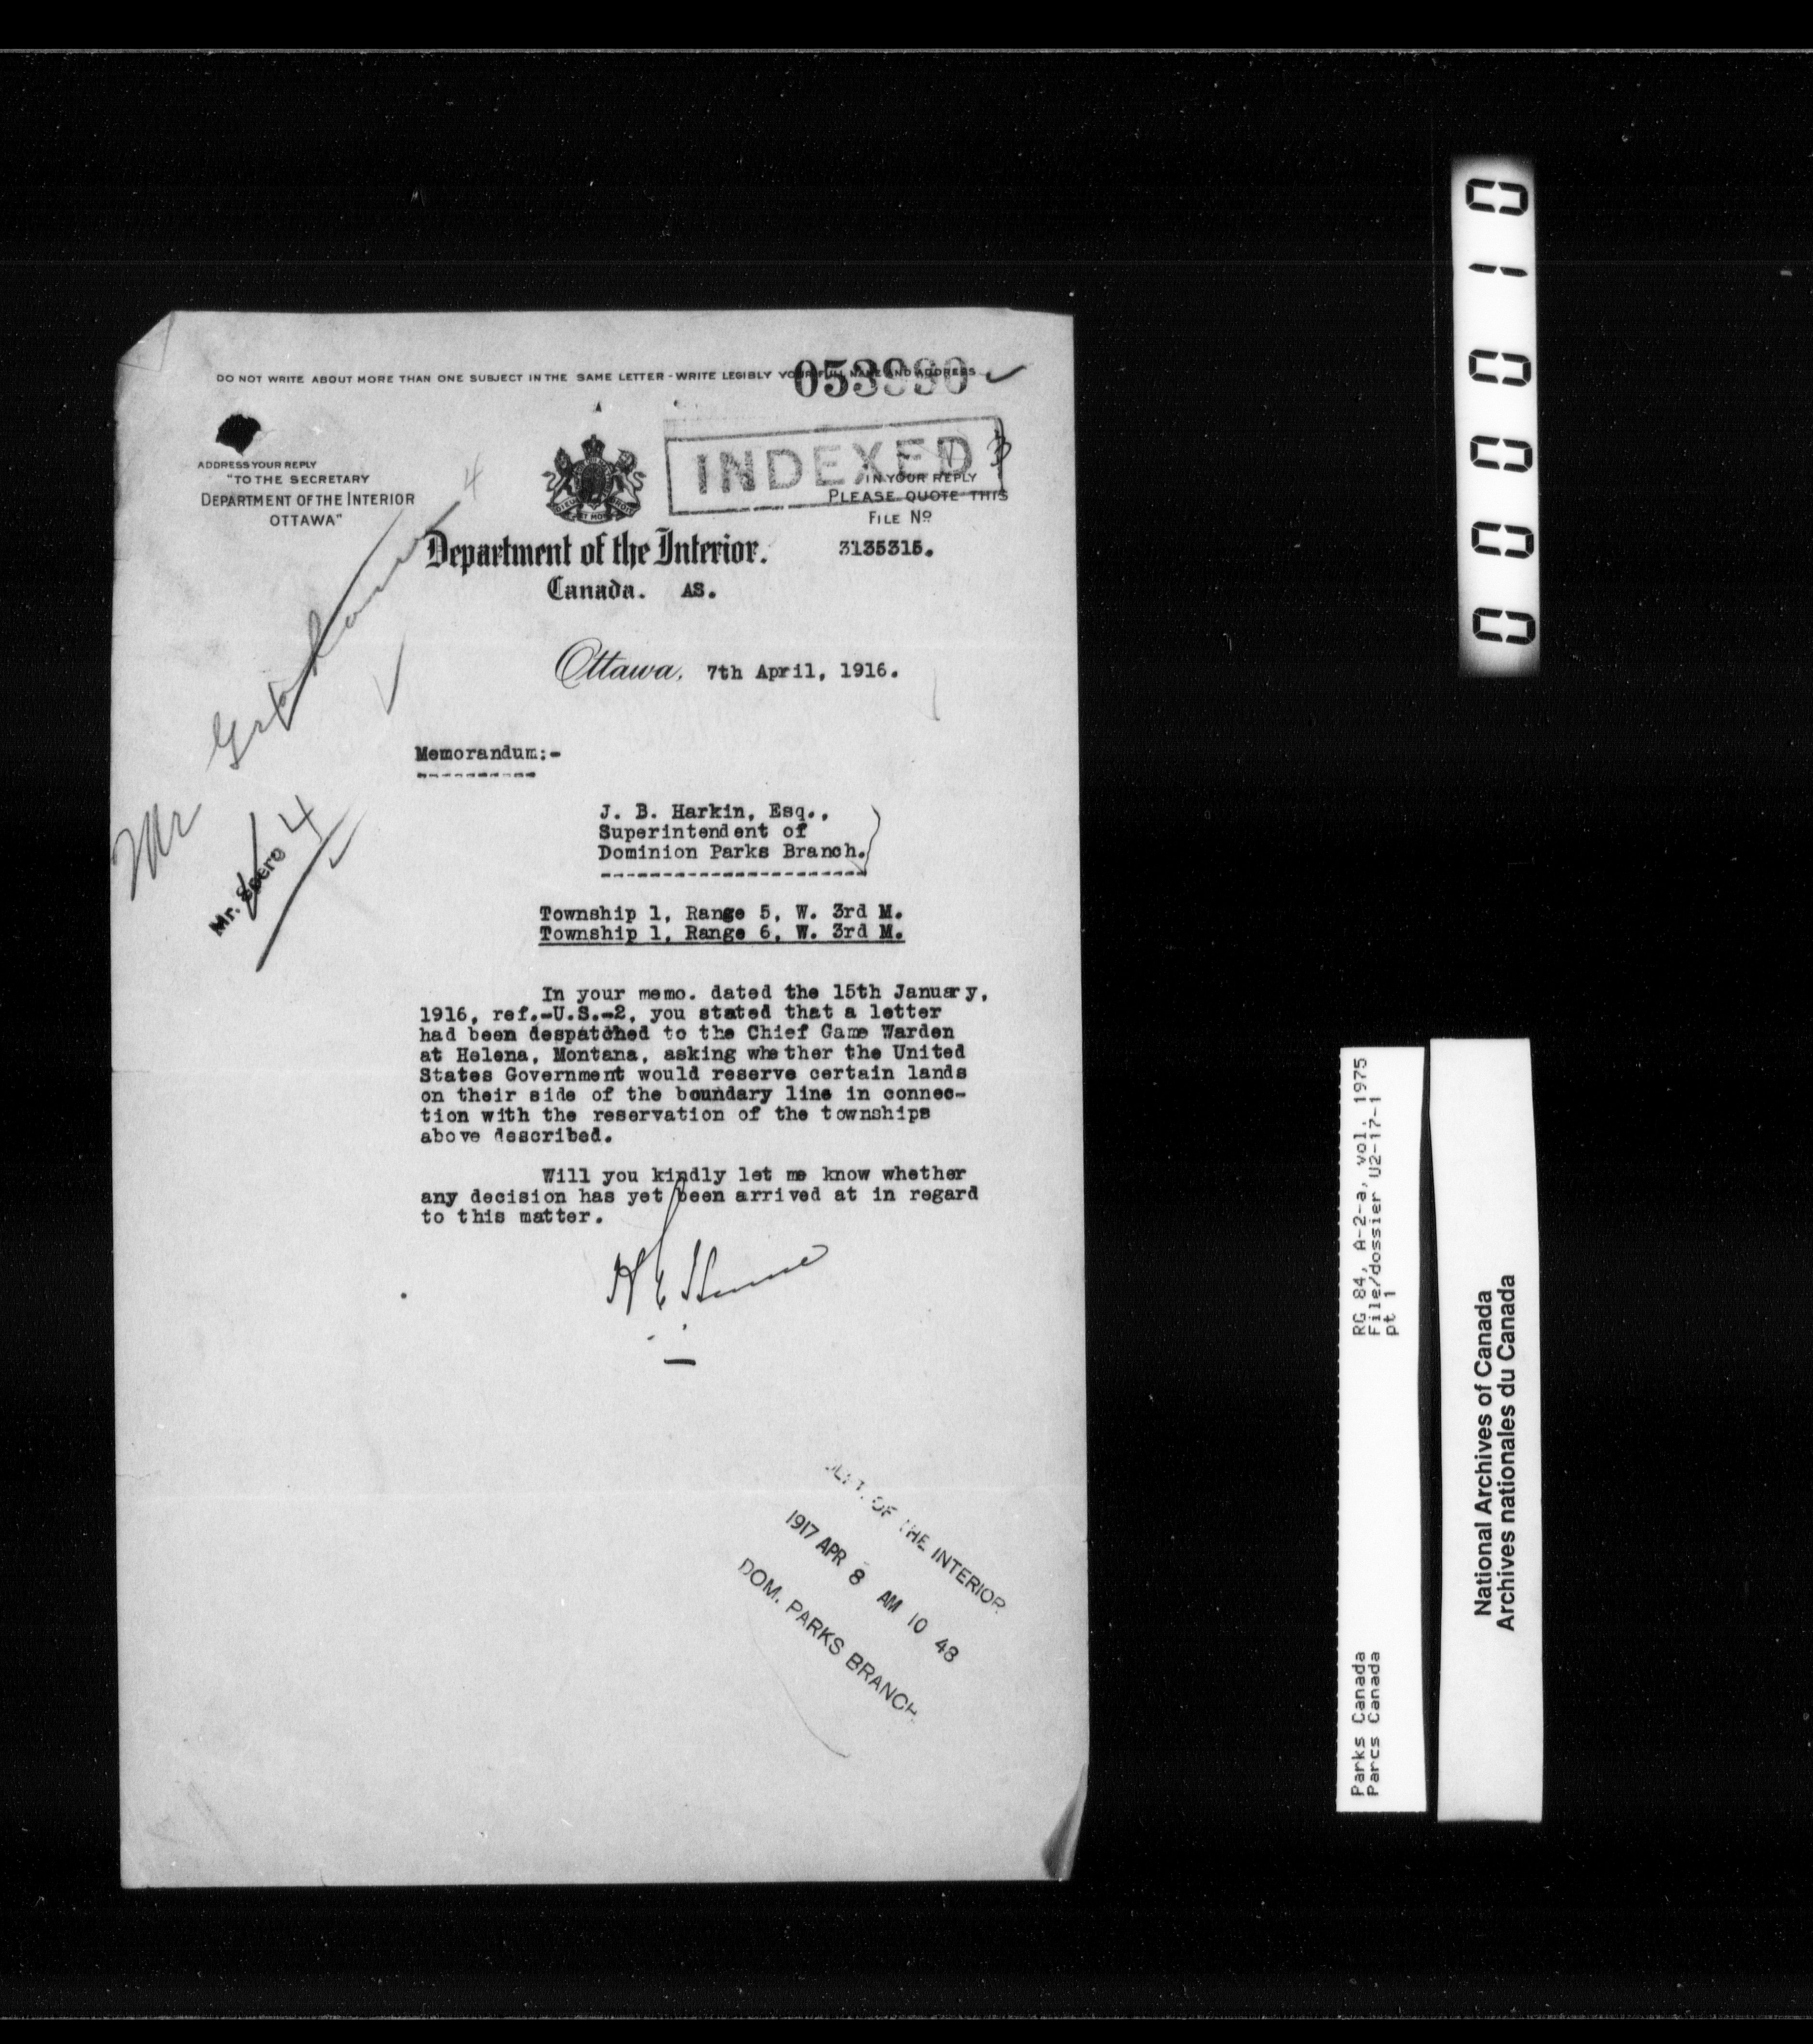 DO NOT WRITE ABOUT MORE THAN ONE SUBJECT IN THE SAME LETTER - WRITE LEGIBLY YOUR FULL NAME AND ADDRESS
INDEXED
ADDRESS YOUR REPLY
"TO THE SECRETARY
DEPARTMENT OF THE INTERIOR
OTTAWA"
IN YOUR REPLY
PLEASE QUOTE THIS
FILE No
3135315.
4
Department of the Interior.
Canada. AS.
Ottawa, 7th April, 1916.
Mr
Mr.
4
Memorandum:-
J. B. Harkin, Esq.,
Superintendent of
Dominion Parks Branch.
Township 1, Range 5, W. 3rd M.
Township 1, Range 6, W. 3rd M.
In your memo. dated the 15th January,
1916, ref.-U.S.-2, you stated that a letter
had been despatched to the Chief Game Warden
at Helena, Montana, asking whether the United
States Government would reserve certain lands
on their side of the boundary line in connec-
tion with the reservation of the townships
above described.
Will you kindly let me know whether
any decision has yet been arrived at in regard
to this matter.
DEPT. OF THE INTERIOR
1917 APR 8 AM 10 48
DOM. PARKS BRANCH
000010
Parks Canada RG 84, A-2-a, vol. 1975
Parcs Canada File/dossier U2-17-1
pt 1
National Archives of Canada
Archives nationales du Canada